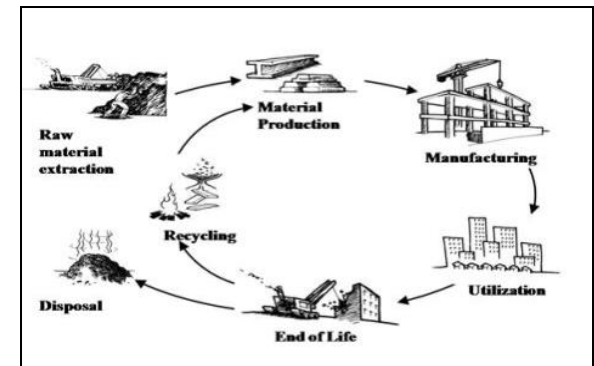 Raw
material
extraction
Material
Production
Manufacturing
Recycling
Utilization
Disposal
End of Life